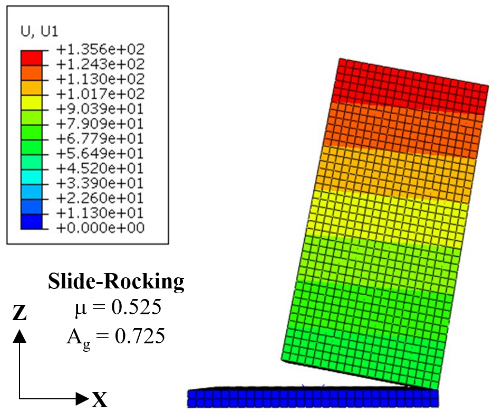 U, U1
+1.356e+02
+1.243e+02
+1.130e+02
+1.017e+02
+9.039e+01
+7.909e+01
+6.779e+01
+5.649e+01
+4.520e+01
+3.390e+01
+2.260e+01
+1.130e+01
+0.000e+00
Slide-Rocking
μ = 0.525
Ag = 0.725
Z
X